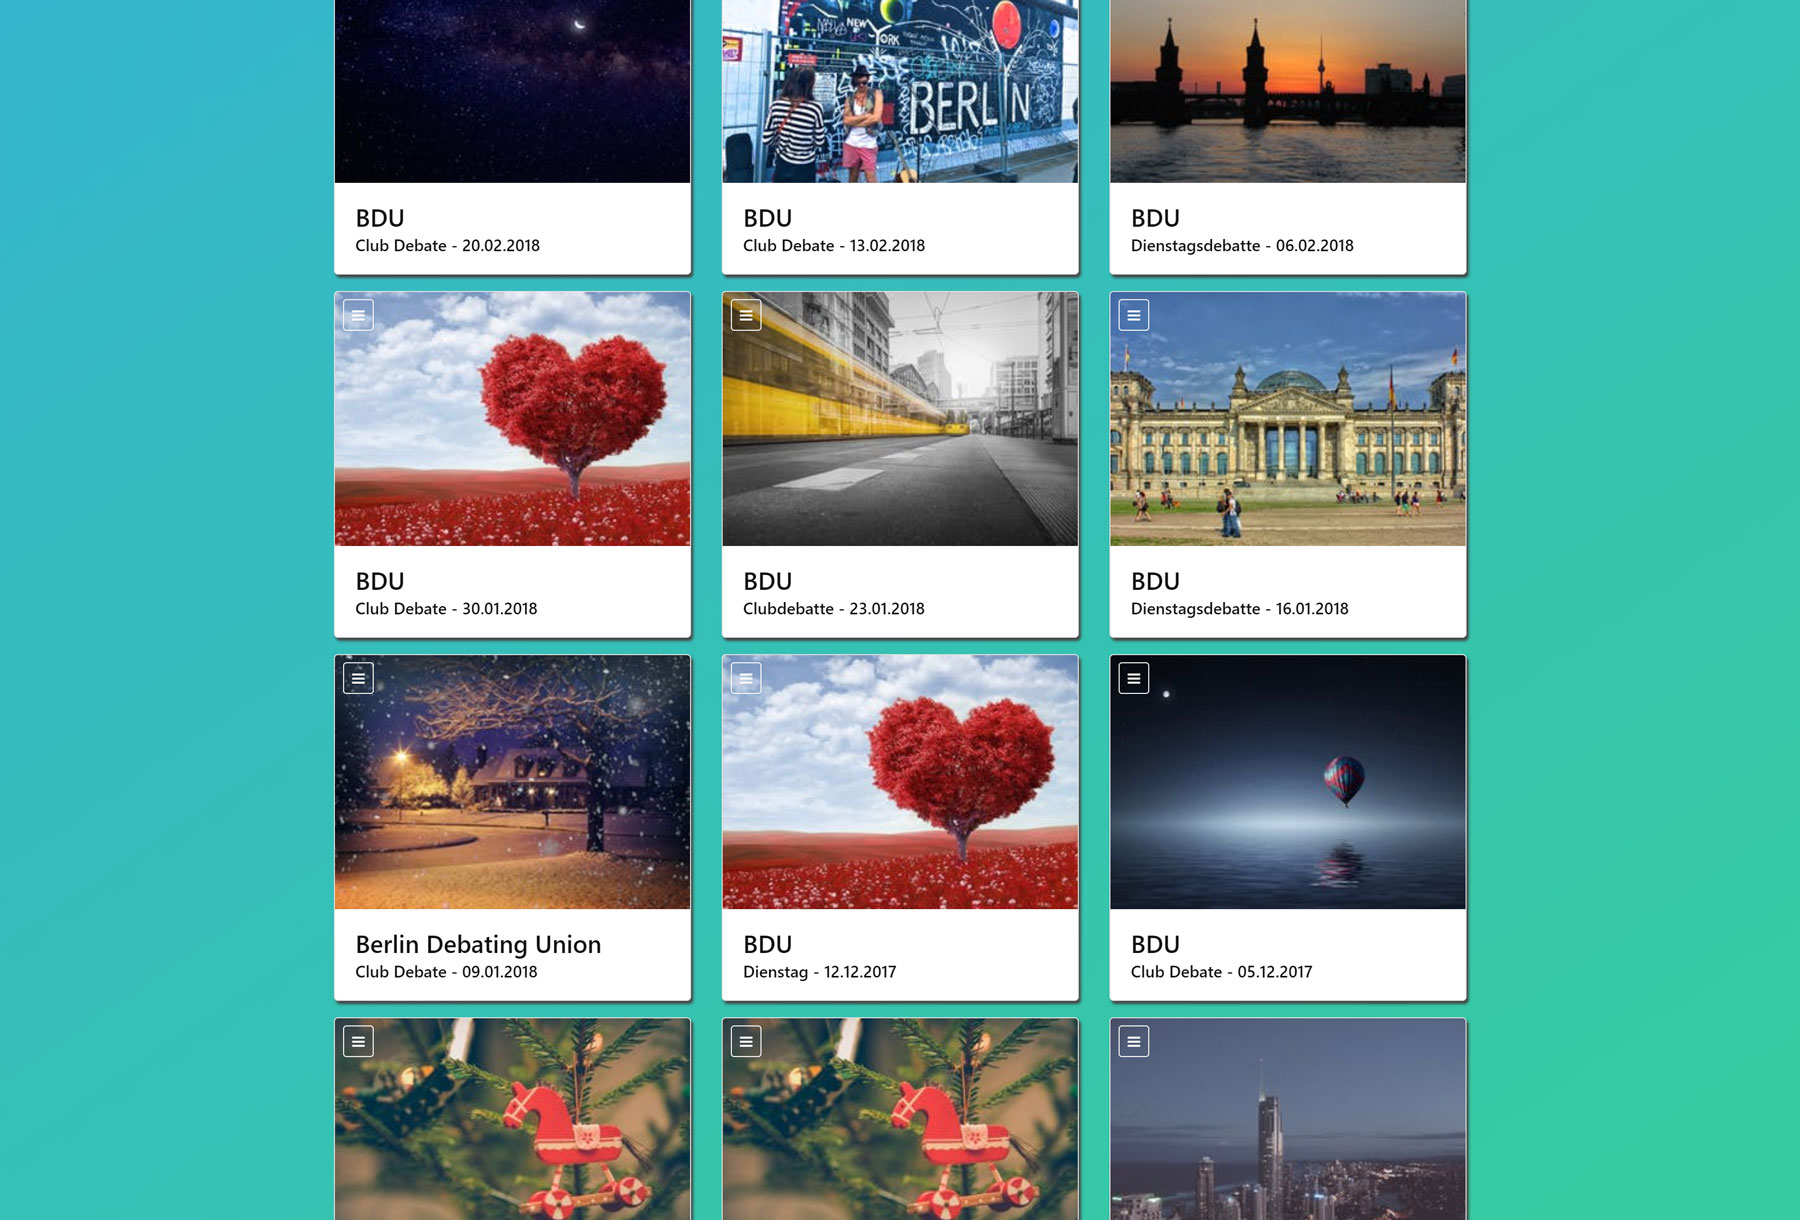 NEW
YORK
BERLIN
BDU
Club Debate - 20.02.2018
BDU
Club Debate - 13.02.2018
BDU
Dienstagsdebatte - 06.02.2018
BDU
Club Debate - 30.01.2018
BDU
Clubdebatte - 23.01.2018
BDU
Dienstagsdebatte - 16.01.2018
Berlin Debating Union
Club Debate - 09.01.2018
BDU
Dienstag - 12.12.2017
BDU
Club Debate - 05.12.2017